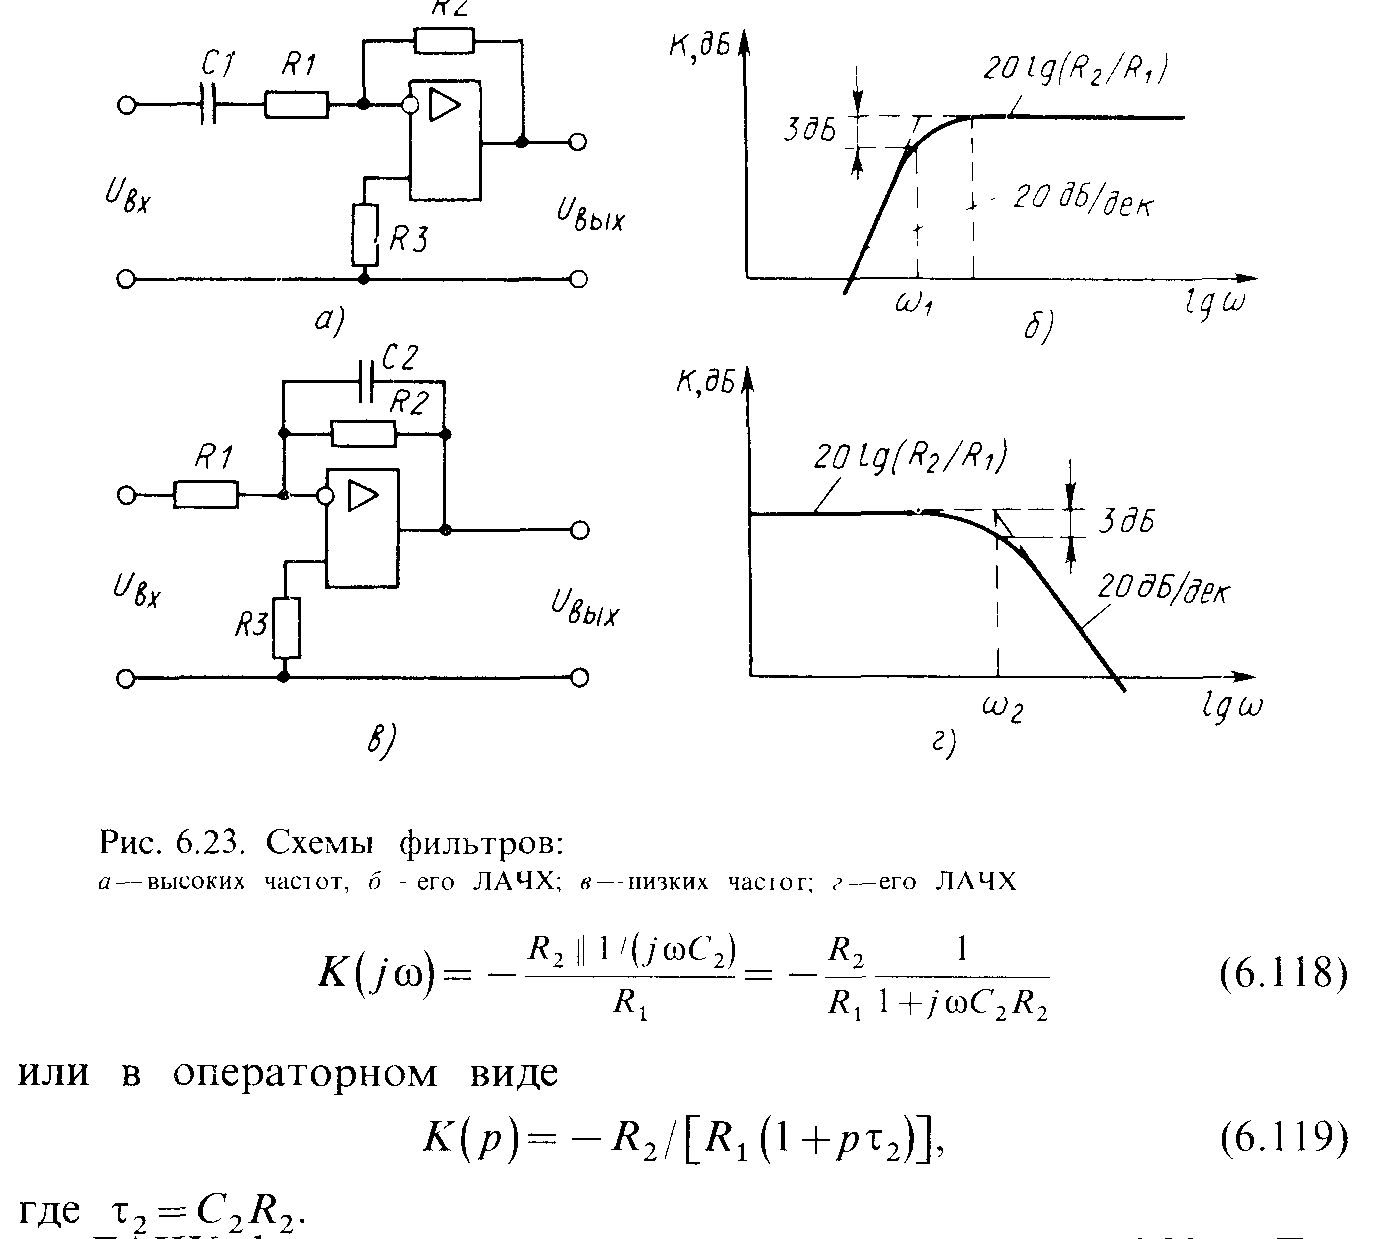 R2
C1 R1
Uвх
R3
Uвых
а)
К,дБ
20 lg(R₂/R₁)
3дБ
20 дБ/дек
ω₁
lg ω
б)
C2
R2
R1
Uвх
R3
Uвых
в)
К,дБ
20 lg(R₂/R₁)
3дБ
20дБ/дек
ω₂
lg ω
г)
Рис. 6.23. Схемы фильтров:
а—высоких частот, б - его ЛАЧХ; в—низких частот; г—его ЛАЧХ
K(jω) = − R₂ ∥ 1/(jωC₂) / R₁ = − R₂/R₁ 1/(1+jωC₂R₂) (6.118)
или в операторном виде
K(p) = − R₂/[R₁(1+pτ₂)], (6.119)
где τ₂ = C₂R₂.